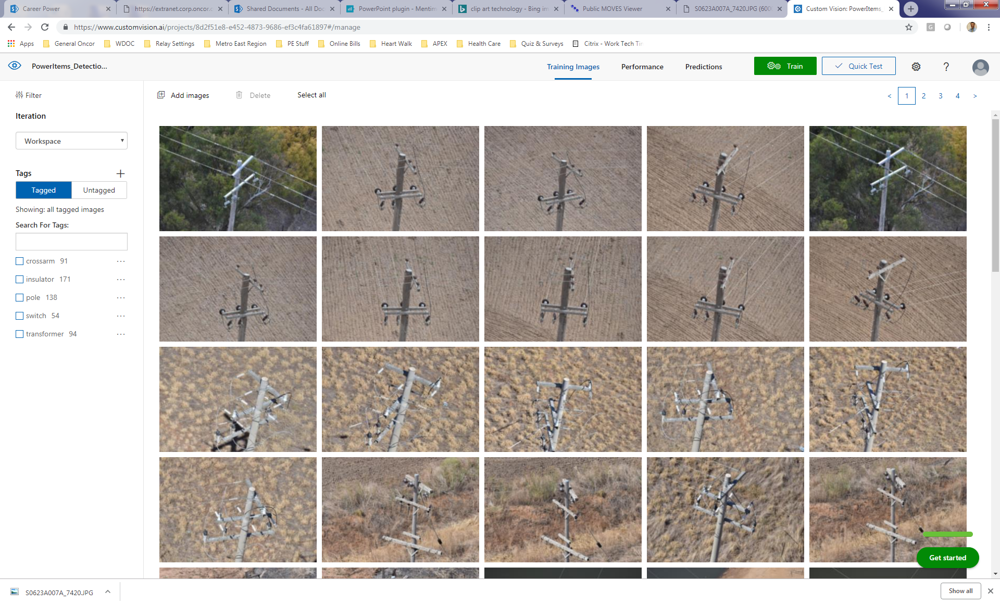 Career Power
https://extranet.corp.oncor.c
Shared Documents - All Doc
PowerPoint plugin - Mentim
clip art technology - Bing im
Public MOVES Viewer
S0623A007A_7420.JPG (600
Custom Vision: PowerItems_
https://www.customvision.ai/projects/8d2f51e8-e452-4873-9686-ef3c4fa61897#/manage
G
Apps
General Oncor
WDOC
Relay Settings
Metro East Region
PE Stuff
Online Bills
Heart Walk
APEX
Health Care
Quiz & Surveys
Citrix - Work Tech Tin
PowerItems_Detectio...
Training Images
Performance
Predictions
Train
Quick Test
?
Filter
Add images
Delete
Select all
< 1 2 3 4 >
Iteration
Workspace
Tags
Tagged
Untagged
Showing: all tagged images
Search For Tags:
crossarm 91 ...
insulator 171 ...
pole 138 ...
switch 54 ...
transformer 94 ...
Get started
S0623A007A_7420.JPG
Show all